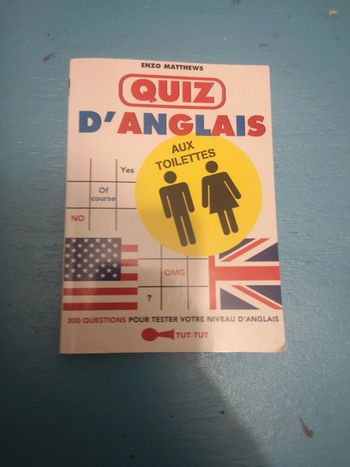 ENZO MATTHEWS
QUIZ
D'ANGLAIS
AUX
TOILETTES
Yes
Of
course
NO
OMG
?
300 QUESTIONS POUR TESTER VOTRE NIVEAU D'ANGLAIS
TUT-TUT